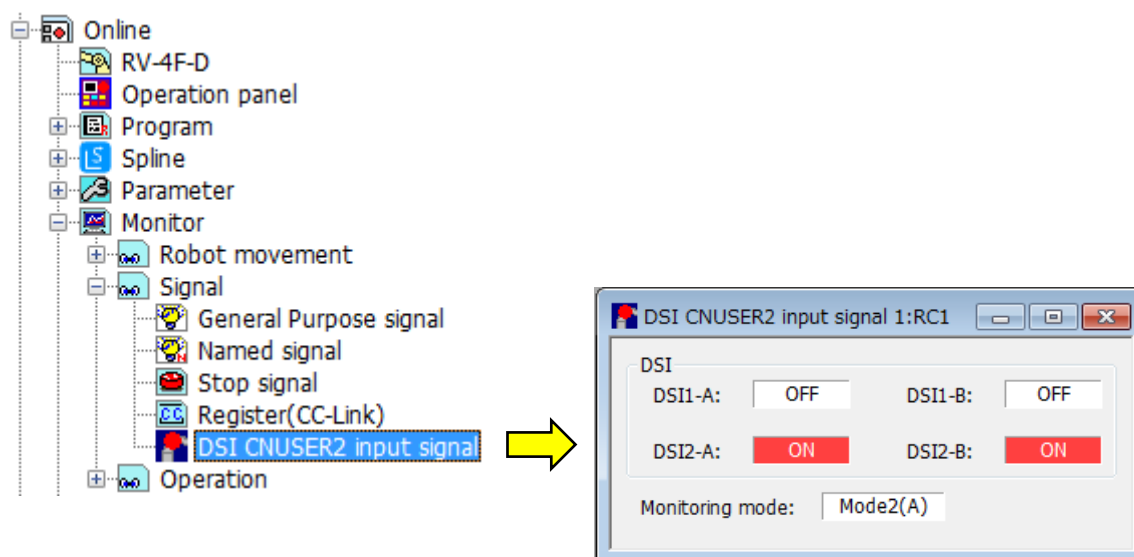 Online
RV-4F-D
Operation panel
Program
Spline
Parameter
Monitor
Robot movement
Signal
General Purpose signal
Named signal
Stop signal
Register(CC-Link)
DSI CNUSER2 input signal
Operation
DSI CNUSER2 input signal 1:RC1
DSI
DSI1-A: OFF DSI1-B: OFF
DSI2-A: ON DSI2-B: ON
Monitoring mode: Mode2(A)